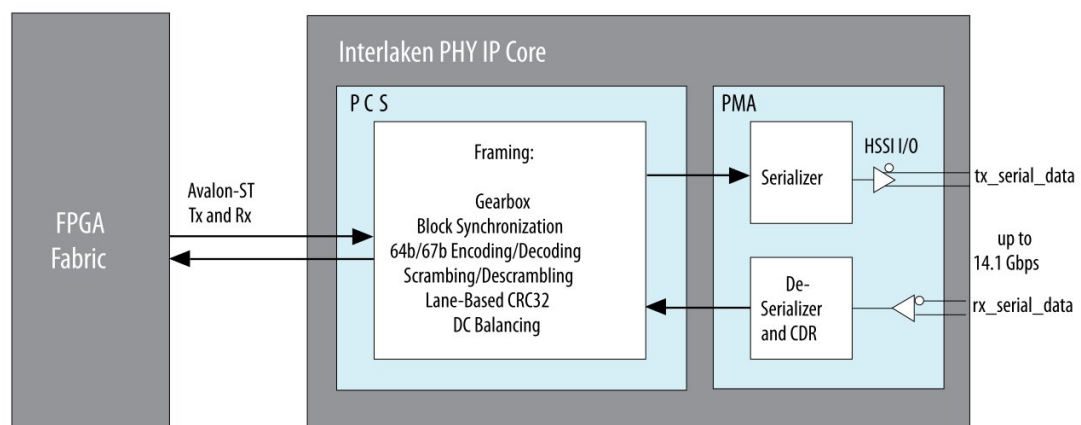 Interlaken PHY IP Core
P C S
PMA
Framing:
Gearbox
Block Synchronization
64b/67b Encoding/Decoding
Scrambing/Descrambling
Lane-Based CRC32
DC Balancing
Serializer
HSSI I/O
tx_serial_data
Avalon-ST
Tx and Rx
FPGA
Fabric
up to
14.1 Gbps
De-
Serializer
and CDR
rx_serial_data